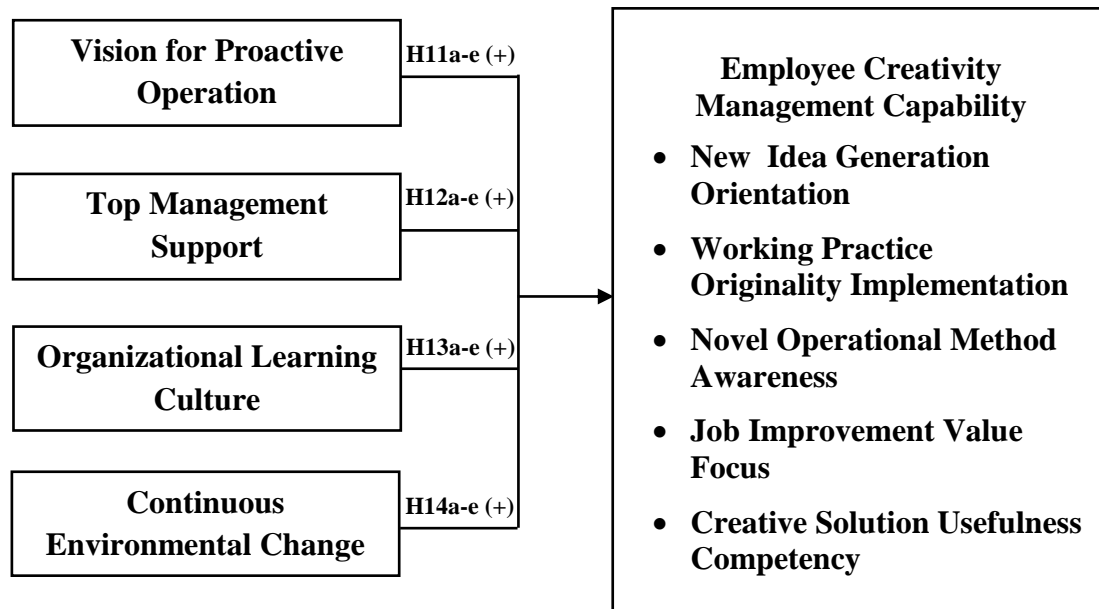 Vision for Proactive
Operation
H11a-e (+)
Top Management
Support
H12a-e (+)
Organizational Learning
Culture
H13a-e (+)
Continuous
Environmental Change
H14a-e (+)
Employee Creativity
Management Capability
• New Idea Generation
Orientation
• Working Practice
Originality Implementation
• Novel Operational Method
Awareness
• Job Improvement Value
Focus
• Creative Solution Usefulness
Competency